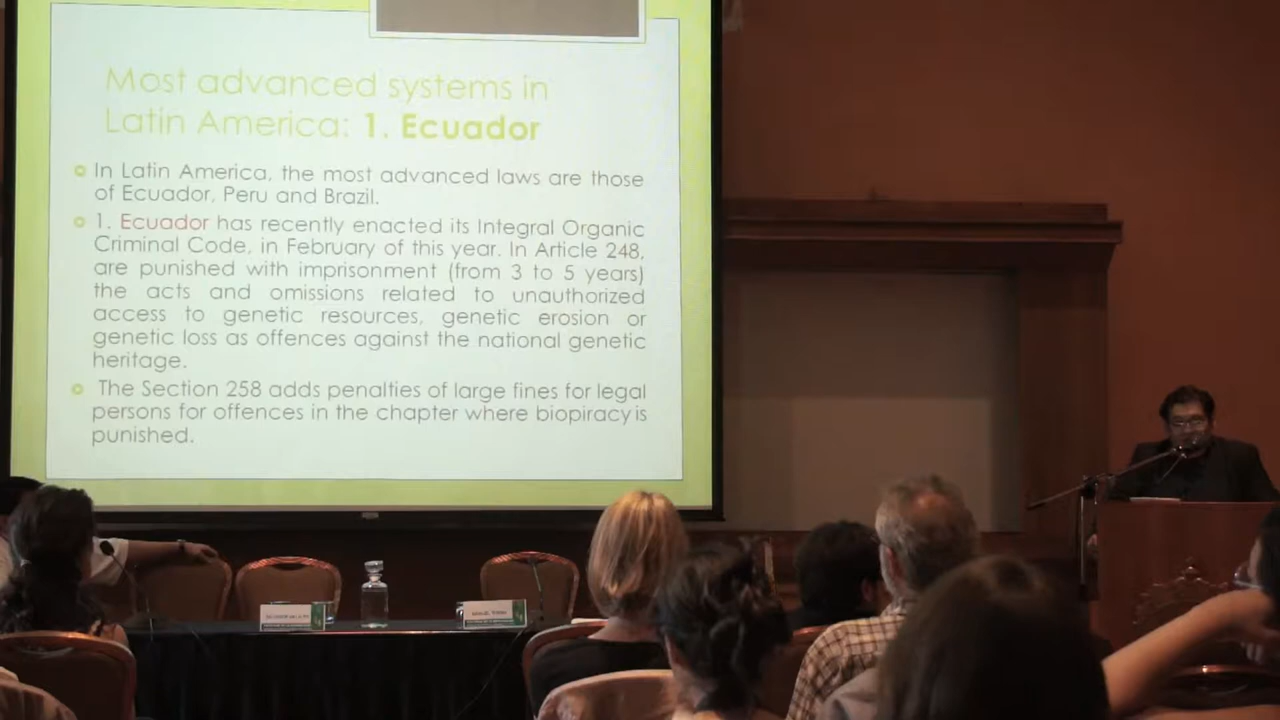 Most advanced systems in
Latin America: 1. Ecuador
In Latin America, the most advanced laws are those
of Ecuador, Peru and Brazil.
1. Ecuador has recently enacted its Integral Organic
Criminal Code, in February of this year. In Article 248,
are punished with imprisonment (from 3 to 5 years)
the acts and omissions related to unauthorized
access to genetic resources, genetic erosion or
genetic loss as offences against the national genetic
heritage.
The Section 258 adds penalties of large fines for legal
persons for offences in the chapter where biopiracy is
punished.